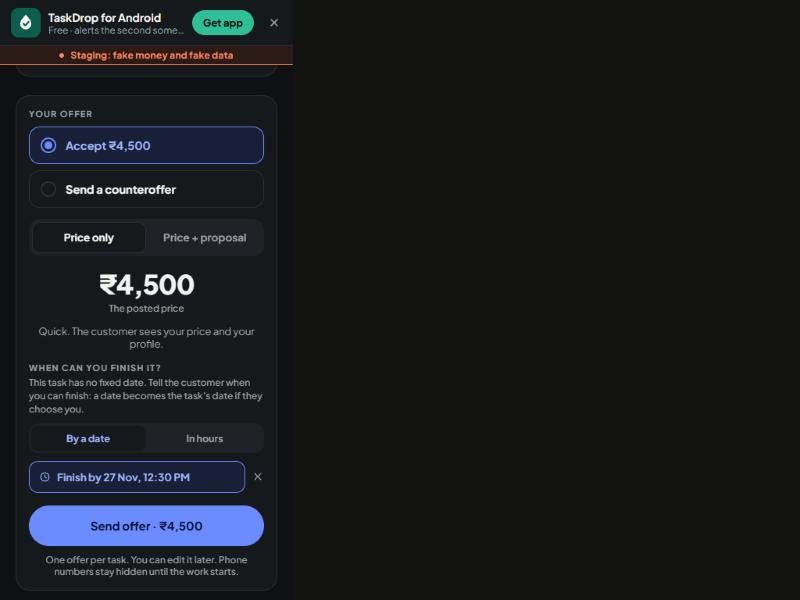 TaskDrop for Android
Free · alerts the second some...
Get app
Staging: fake money and fake data
YOUR OFFER
Accept ₹4,500
Send a counteroffer
Price only
Price + proposal
₹4,500
The posted price
Quick. The customer sees your price and your
profile.
WHEN CAN YOU FINISH IT?
This task has no fixed date. Tell the customer when
you can finish: a date becomes the task's date if they
choose you.
By a date
In hours
Finish by 27 Nov, 12:30 PM
Send offer · ₹4,500
One offer per task. You can edit it later. Phone
numbers stay hidden until the work starts.